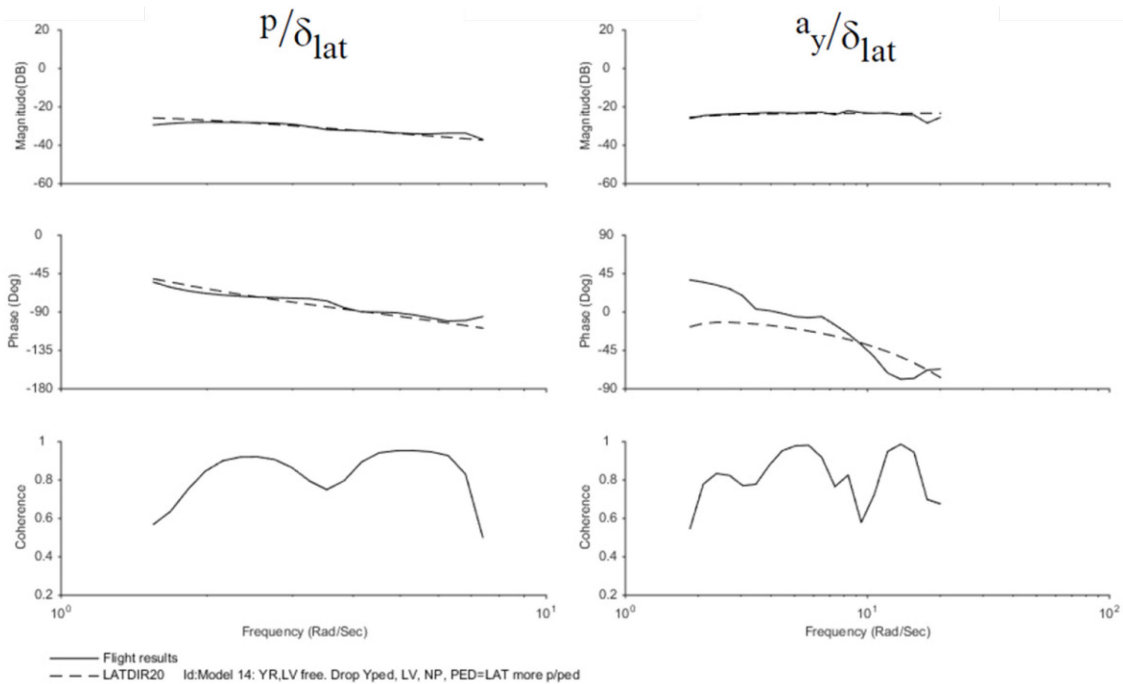 p/δlat
ay/δlat
20
0
-20
-40
-60
Magnitude(DB)
20
0
-20
-40
-60
Magnitude(DB)
0
-45
-90
-135
-180
Phase (Deg)
90
45
0
-45
-90
Phase (Deg)
1
0.8
0.6
0.4
0.2
Coherence
1
0.8
0.6
0.4
0.2
Coherence
10^0
10^1
Frequency (Rad/Sec)
10^0
10^1
10^2
Frequency (Rad/Sec)
Flight results
LATDIR20 Id:Model 14: YR,LV free. Drop Yped, LV, NP, PED=LAT more p/ped